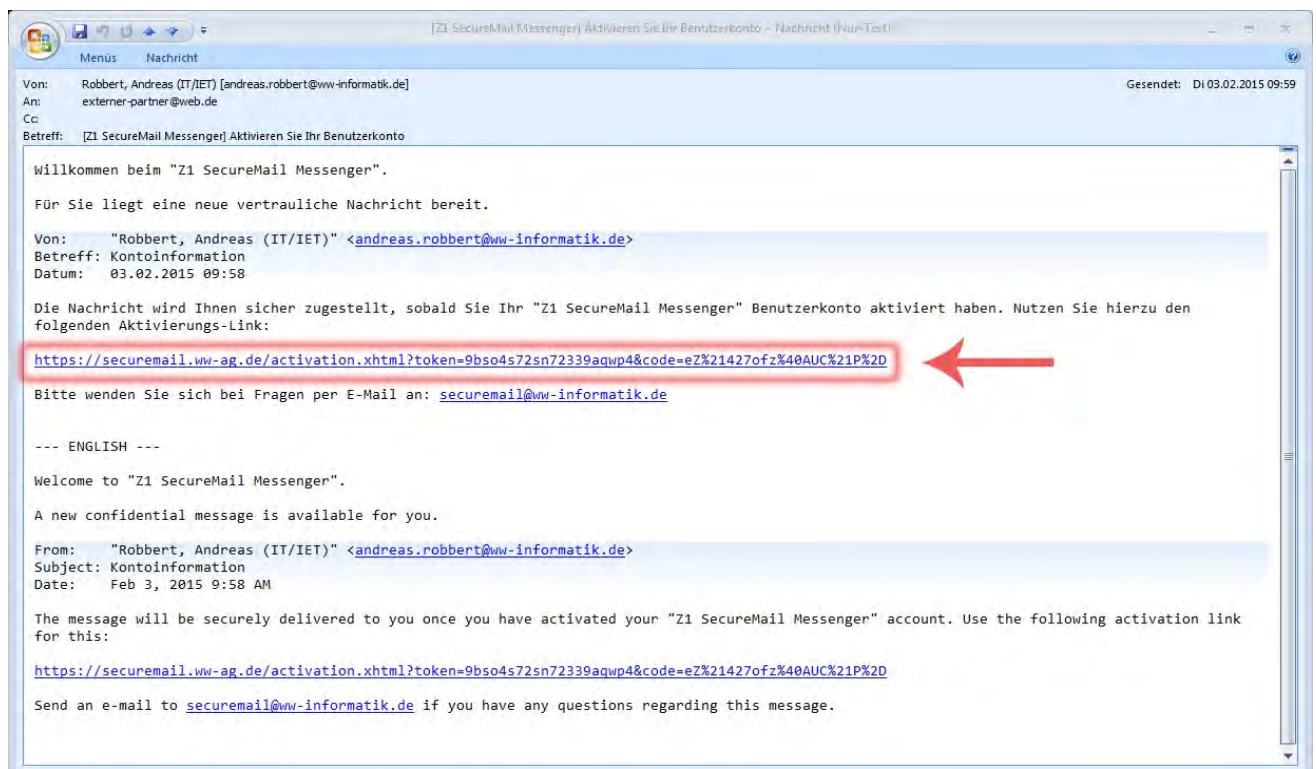 [Z1 SecureMail Messenger] Aktivieren Sie Ihr Benutzerkonto - Nachricht (Nur-Text)
Menüs Nachricht
Von: Robbert, Andreas (IT/IET) [andreas.robbert@ww-informatik.de] Gesendet: Di 03.02.2015 09:59
An: externer-partner@web.de
Cc:
Betreff: [Z1 SecureMail Messenger] Aktivieren Sie Ihr Benutzerkonto
Willkommen beim "Z1 SecureMail Messenger".
Für Sie liegt eine neue vertrauliche Nachricht bereit.
Von: "Robbert, Andreas (IT/IET)" <andreas.robbert@ww-informatik.de>
Betreff: Kontoinformation
Datum: 03.02.2015 09:58
Die Nachricht wird Ihnen sicher zugestellt, sobald Sie Ihr "Z1 SecureMail Messenger" Benutzerkonto aktiviert haben. Nutzen Sie hierzu den
folgenden Aktivierungs-Link:
https://securemail.ww-ag.de/activation.xhtml?token=9bso4s72sn72339aqwp4&code=eZ%21427ofz%40AUC%21P%2D
Bitte wenden Sie sich bei Fragen per E-Mail an: securemail@ww-informatik.de
--- ENGLISH ---
Welcome to "Z1 SecureMail Messenger".
A new confidential message is available for you.
From: "Robbert, Andreas (IT/IET)" <andreas.robbert@ww-informatik.de>
Subject: Kontoinformation
Date: Feb 3, 2015 9:58 AM
The message will be securely delivered to you once you have activated your "Z1 SecureMail Messenger" account. Use the following activation link
for this:
https://securemail.ww-ag.de/activation.xhtml?token=9bso4s72sn72339aqwp4&code=eZ%21427ofz%40AUC%21P%2D
Send an e-mail to securemail@ww-informatik.de if you have any questions regarding this message.